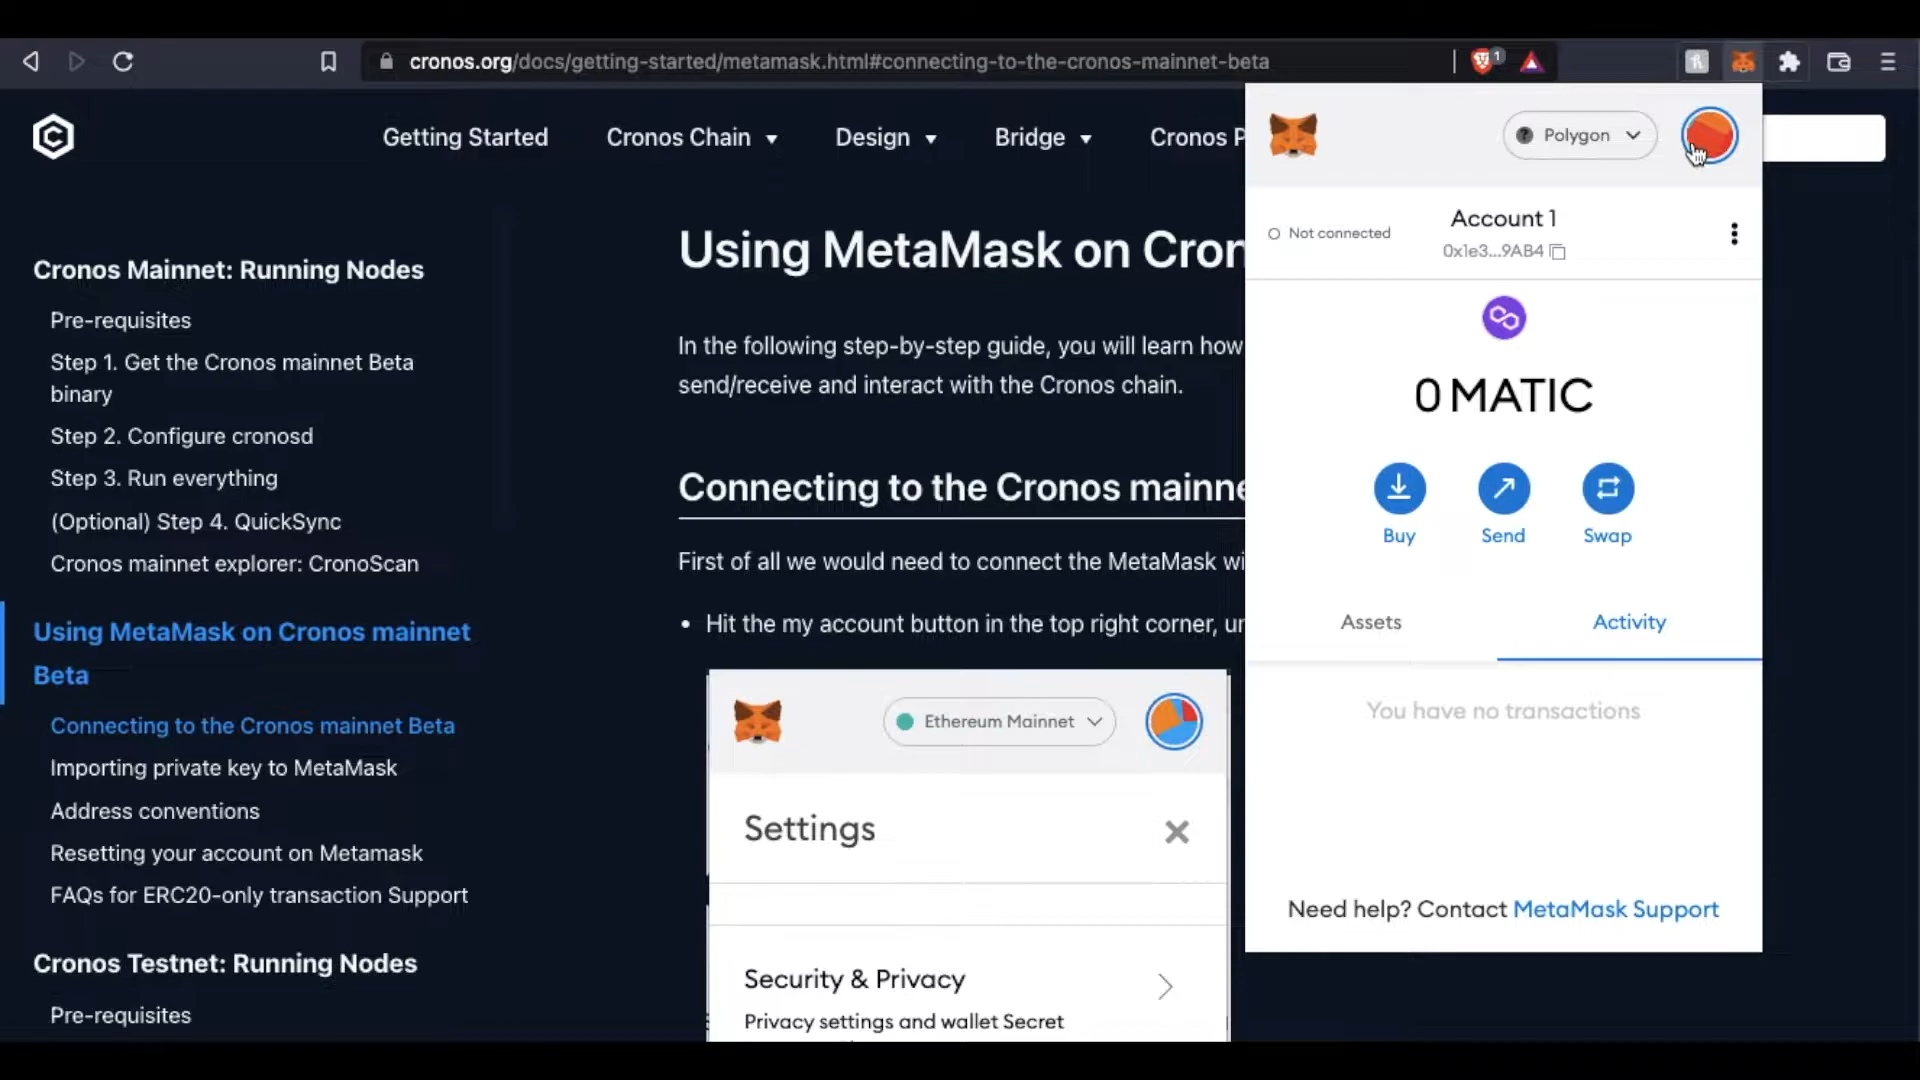 cronos.org/docs/getting-started/metamask.html#connecting-to-the-cronos-mainnet-beta
1
Getting Started
Cronos Chain
Design
Bridge
Cronos P
Cronos Mainnet: Running Nodes
Pre-requisites
Step 1. Get the Cronos mainnet Beta
binary
Step 2. Configure cronosd
Step 3. Run everything
(Optional) Step 4. QuickSync
Cronos mainnet explorer: CronoScan
Using MetaMask on Cronos mainnet
Beta
Connecting to the Cronos mainnet Beta
Importing private key to MetaMask
Address conventions
Resetting your account on Metamask
FAQs for ERC20-only transaction Support
Cronos Testnet: Running Nodes
Pre-requisites
Using MetaMask on Cron
In the following step-by-step guide, you will learn how
send/receive and interact with the Cronos chain.
Connecting to the Cronos mainne
First of all we would need to connect the MetaMask wi
• Hit the my account button in the top right corner, un
Ethereum Mainnet
Settings
Security & Privacy
Privacy settings and wallet Secret
Polygon
Not connected
Account 1
0x1e3...9AB4
0 MATIC
Buy
Send
Swap
Assets
Activity
You have no transactions
Need help? Contact MetaMask Support